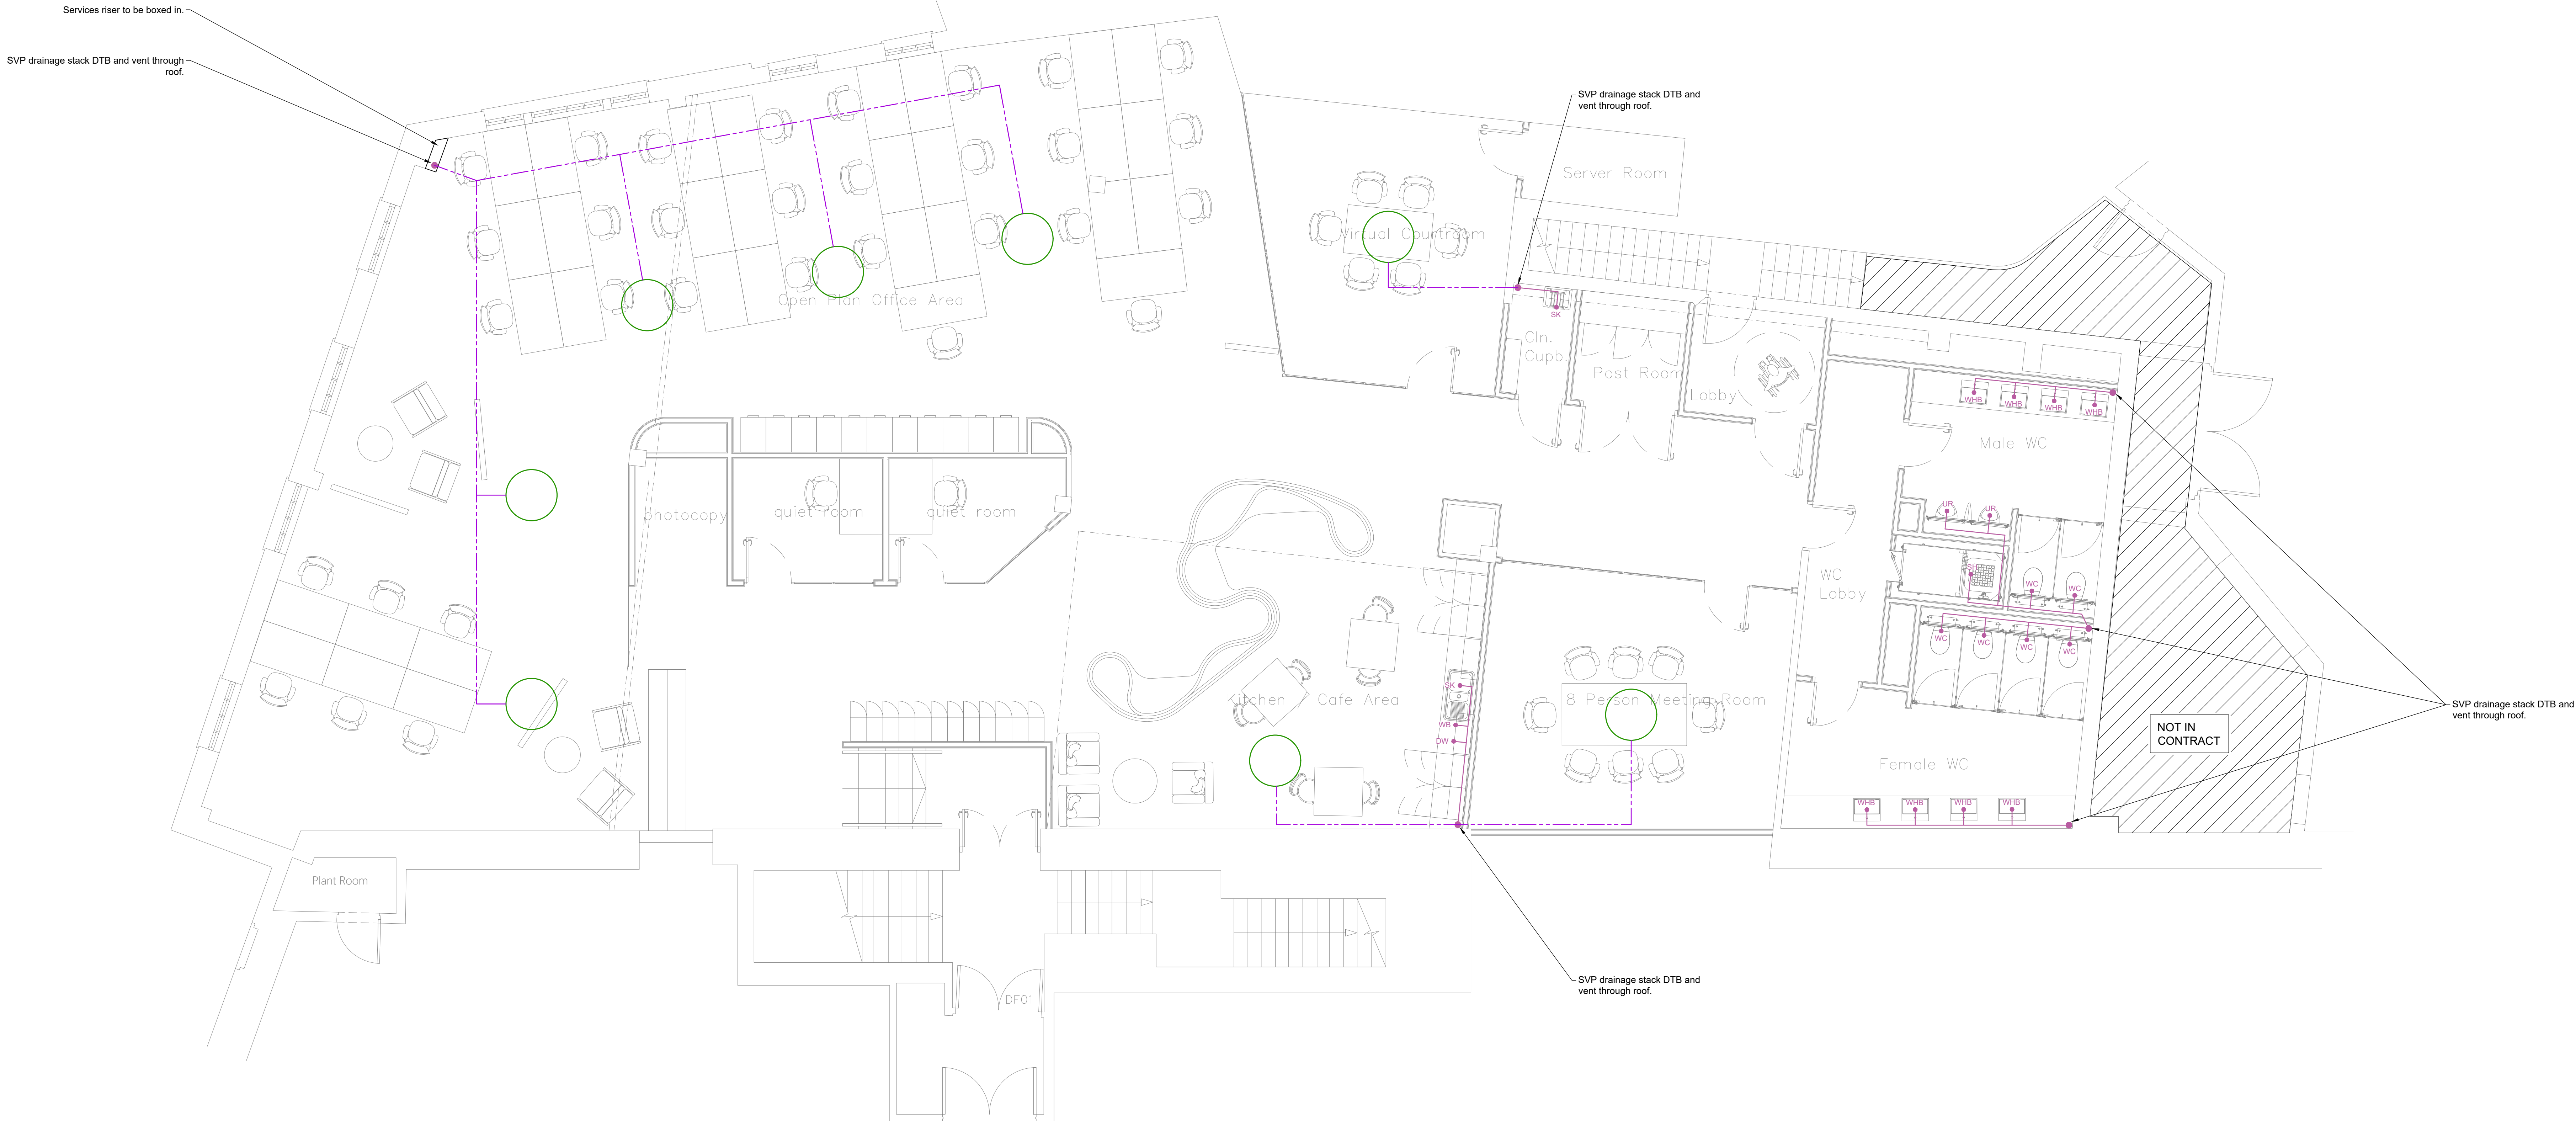 Services riser to be boxed in.
SVP drainage stack DTB and vent through
roof.
SVP drainage stack DTB and
vent through roof.
Server Room
Virtual Courtroom
Open Plan Office Area
SK
Cln.
Cupb.
Post Room
Lobby
WHB
WHB
WHB
WHB
Male WC
photocopy
quiet room
quiet room
UR
UR
SH
WC
WC
WC
Lobby
WC
WC
WC
WC
SK
WB
DW
Kitchen / Cafe Area
8 Person Meeting Room
SVP drainage stack DTB and
vent through roof.
NOT IN
CONTRACT
Female WC
WHB
WHB
WHB
WHB
Plant Room
SVP drainage stack DTB and
vent through roof.
DF01